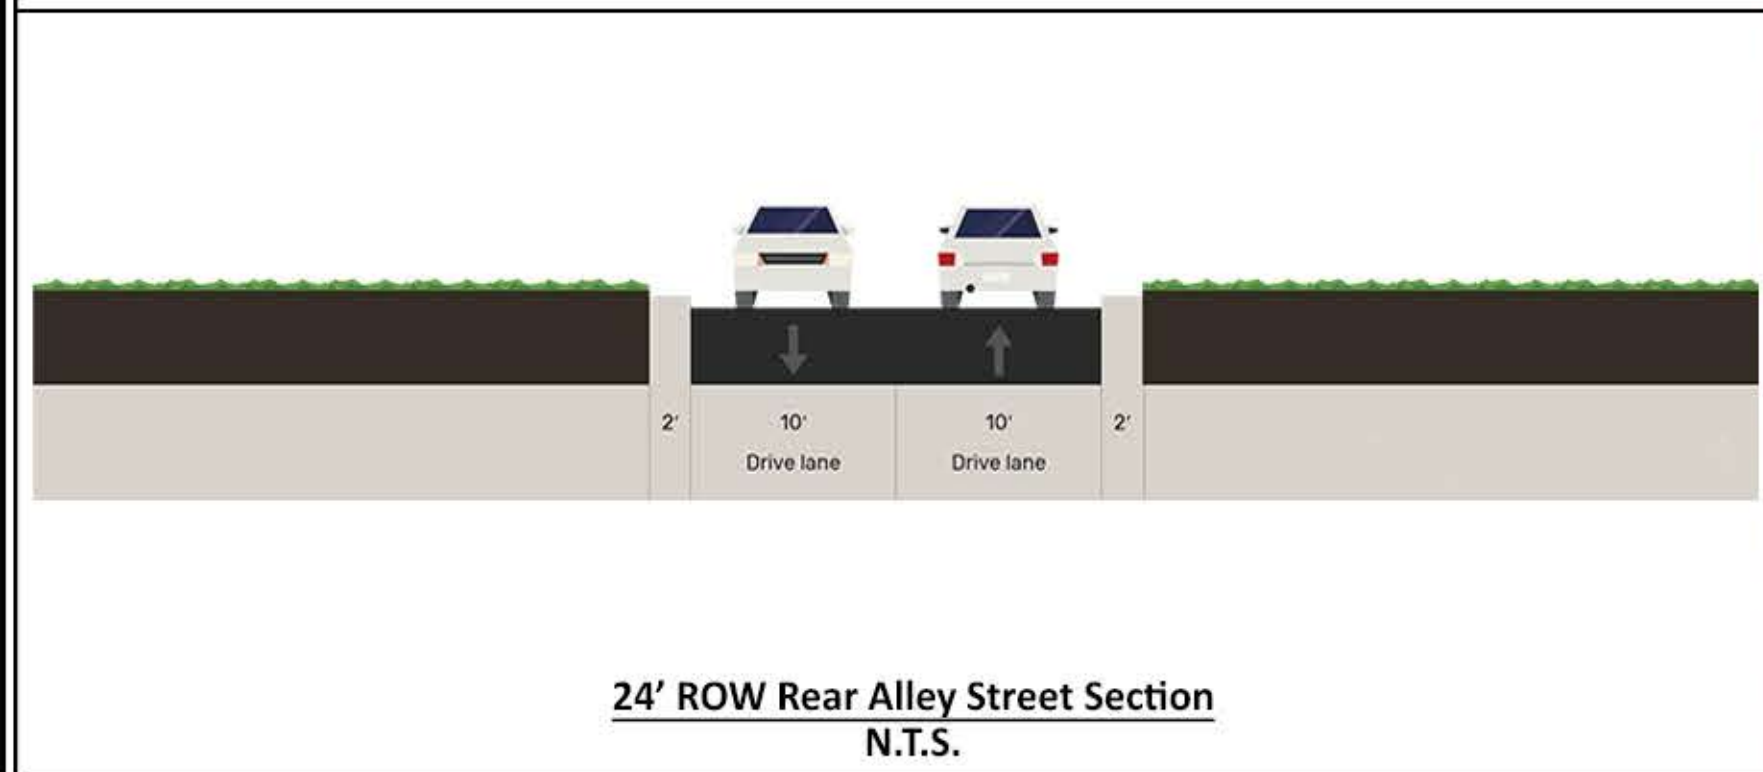 2' 10' 10' 2'
Drive lane Drive lane
24’ ROW Rear Alley Street Section
N.T.S.